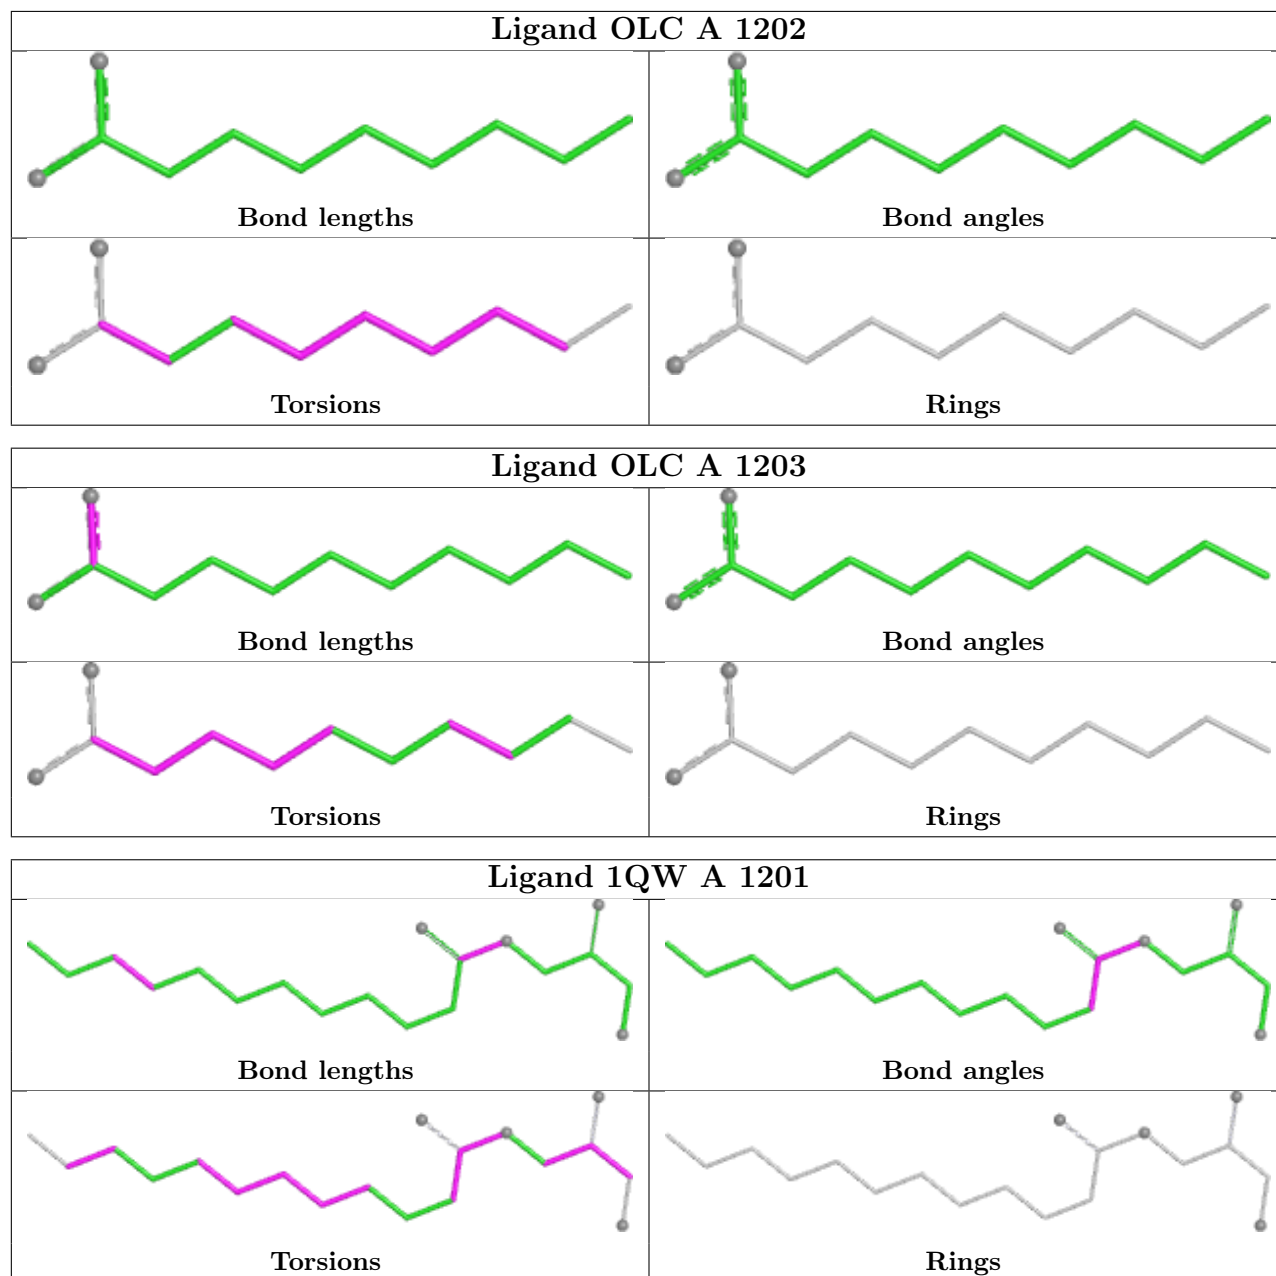 Ligand OLC A 1202
Bond lengths
Bond angles
Torsions
Rings
Ligand OLC A 1203
Bond lengths
Bond angles
Torsions
Rings
Ligand 1QW A 1201
Bond lengths
Bond angles
Torsions
Rings